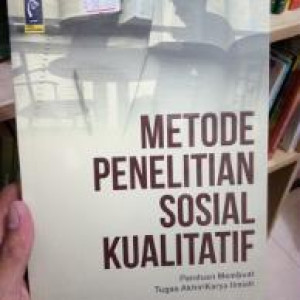 METODE
PENELITIAN
SOSIAL
KUALITATIF
Panduan Membuat
Tugas Akhir/Karya Ilmiah